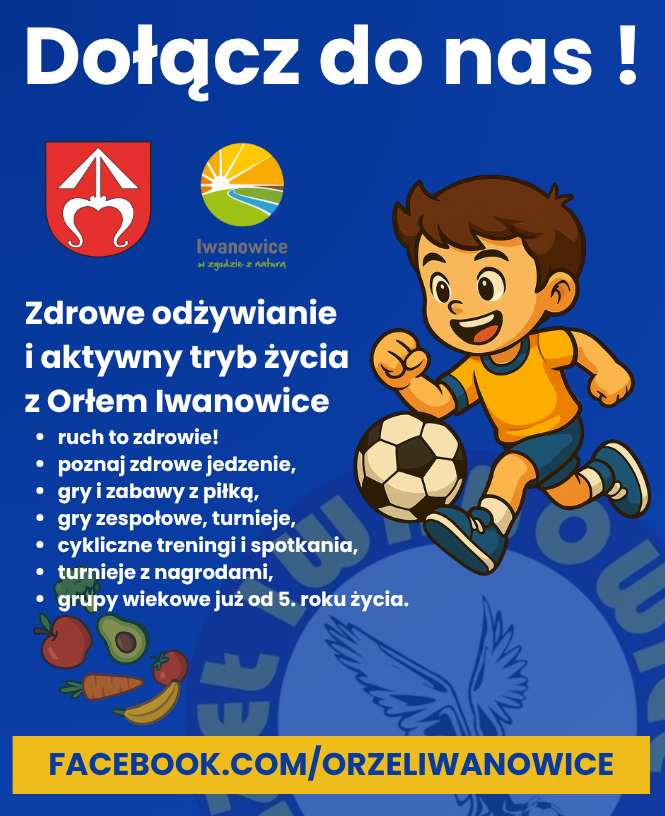 Dołącz do nas !
Iwanowice
w zgodzie z naturą
Zdrowe odżywianie
i aktywny tryb życia
z Orłem Iwanowice
• ruch to zdrowie!
• poznaj zdrowe jedzenie,
• gry i zabawy z piłką,
• gry zespołowe, turnieje,
• cykliczne treningi i spotkania,
• turnieje z nagrodami,
• grupy wiekowe już od 5. roku życia.
FACEBOOK.COM/ORZELIWANOWICE